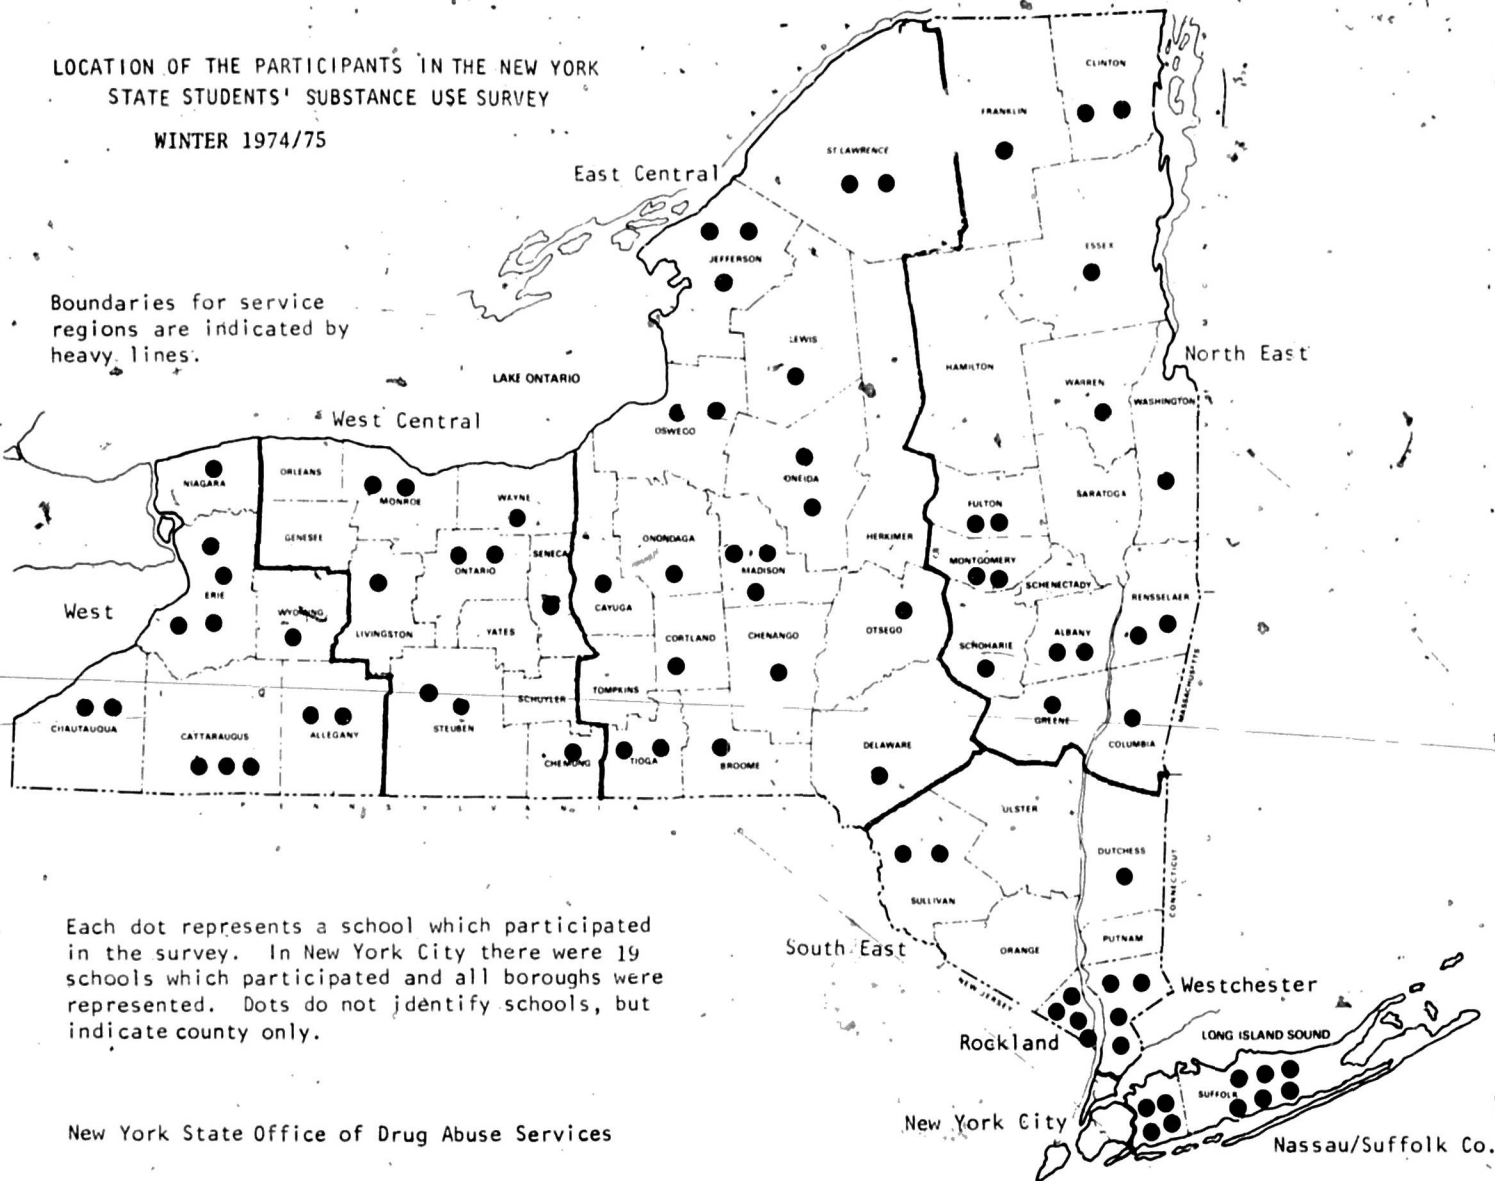 LOCATION OF THE PARTICIPANTS IN THE NEW YORK
STATE STUDENTS' SUBSTANCE USE SURVEY
WINTER 1974/75
CLINTON
FRANKLIN
ST LAWRENCE
East Central
ESSEX
JEFFERSON
Boundaries for service
regions are indicated by
heavy lines.
LEWIS
North East
HAMILTON
LAKE ONTARIO
WARREN
WASHINGTON
West Central
OSWEGO
ORLEANS
NIAGARA
ONEIDA
MONROE
WAYNE
SARATOGA
FULTON
GENESEE
ONONDAGA
HERKIMER
SENECA
MONTGOMERY
ONTARIO
MADISON
SCHENECTADY
ERIE
RENSSELAER
West
WYOMING
CAYUGA
LIVINGSTON
YATES
CORTLAND
CHENANGO
OTSEGO
ALBANY
SCHOHARIE
MASSACHUSETTS
TOMPKINS
SCHUYLER
GREENE
CHAUTAUQUA
CATTARAUGUS
ALLEGANY
STEUBEN
DELAWARE
COLUMBIA
CHEMUNG
TIOGA
BROOME
PENNSYLVANIA
ULSTER
DUTCHESS
CONNECTICUT
SULLIVAN
Each dot represents a school which participated
in the survey. In New York City there were 19
schools which participated and all boroughs were
represented. Dots do not identify schools, but
indicate county only.
South East
ORANGE
PUTNAM
NEW JERSEY
Westchester
Rockland
LONG ISLAND SOUND
SUFFOLK
New York City
New York State Office of Drug Abuse Services
Nassau/Suffolk Co.